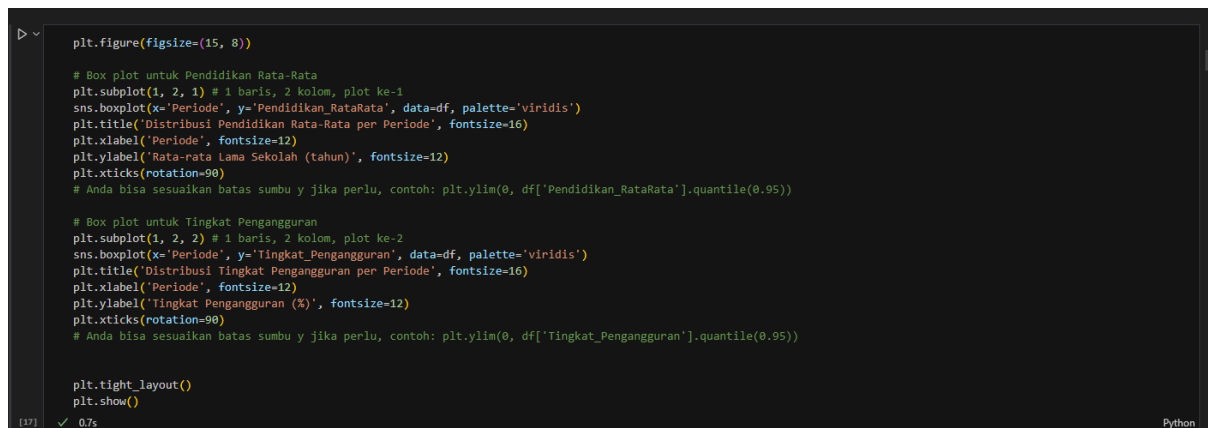 plt.figure(figsize=(15, 8))
# Box plot untuk Pendidikan Rata-Rata
plt.subplot(1, 2, 1) # 1 baris, 2 kolom, plot ke-1
sns.boxplot(x='Periode', y='Pendidikan_RataRata', data=df, palette='viridis')
plt.title('Distribusi Pendidikan Rata-Rata per Periode', fontsize=16)
plt.xlabel('Periode', fontsize=12)
plt.ylabel('Rata-rata Lama Sekolah (tahun)', fontsize=12)
plt.xticks(rotation=90)
# Anda bisa sesuaikan batas sumbu y jika perlu, contoh: plt.ylim(0, df['Pendidikan_RataRata'].quantile(0.95))
# Box plot untuk Tingkat Pengangguran
plt.subplot(1, 2, 2) # 1 baris, 2 kolom, plot ke-2
sns.boxplot(x='Periode', y='Tingkat_Pengangguran', data=df, palette='viridis')
plt.title('Distribusi Tingkat Pengangguran per Periode', fontsize=16)
plt.xlabel('Periode', fontsize=12)
plt.ylabel('Tingkat Pengangguran (%)', fontsize=12)
plt.xticks(rotation=90)
# Anda bisa sesuaikan batas sumbu y jika perlu, contoh: plt.ylim(0, df['Tingkat_Pengangguran'].quantile(0.95))
plt.tight_layout()
plt.show()
[17] ✓ 0.7s Python